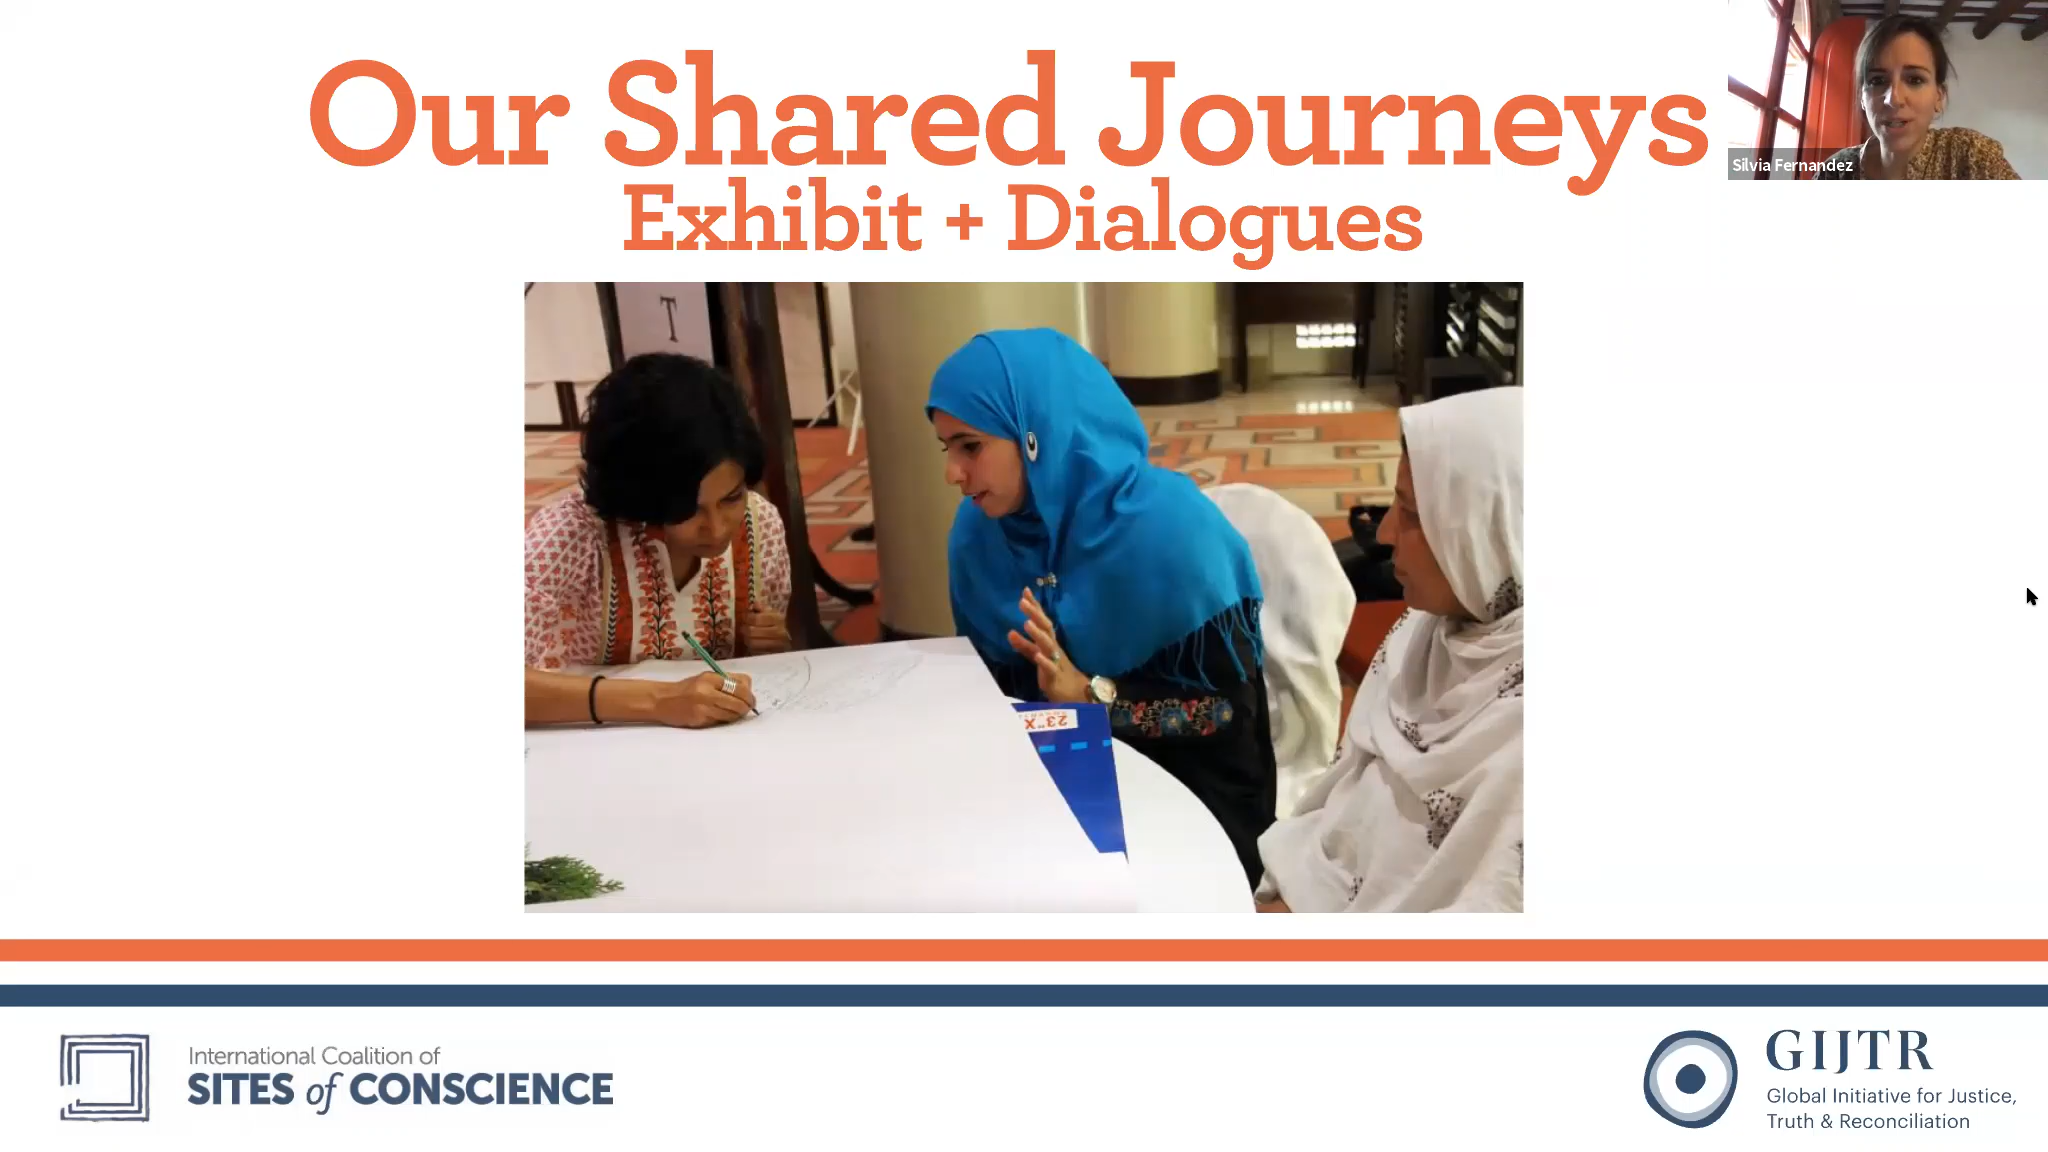 Our Shared Journeys
Exhibit + Dialogues
Silvia Fernandez
T
23"X
International Coalition of
SITES of CONSCIENCE
GIJTR
Global Initiative for Justice,
Truth & Reconciliation